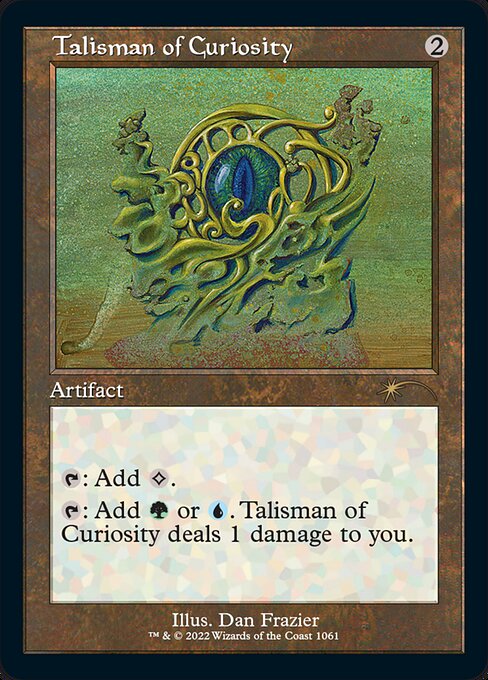 Talisman of Curiosity 2
Artifact
: Add .
: Add or . Talisman of
Curiosity deals 1 damage to you.
Illus. Dan Frazier
™ & © 2022 Wizards of the Coast 1061